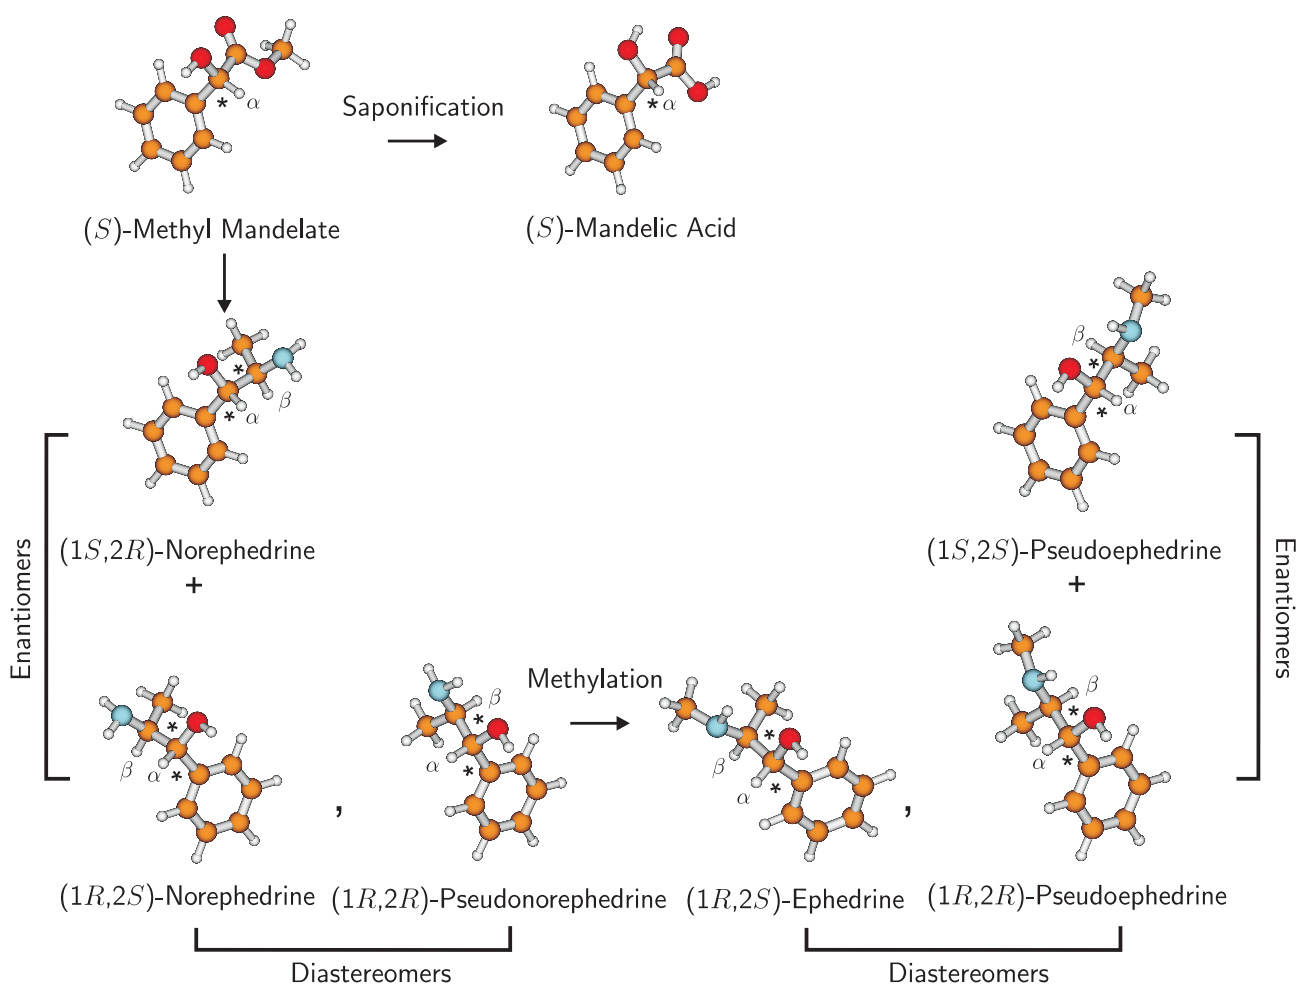 * α
Saponification
* α
(S)-Methyl Mandelate
(S)-Mandelic Acid
*
* α
β
β
*
* α
(1S,2R)-Norephedrine
+
(1S,2S)-Pseudoephedrine
+
Enantiomers
Enantiomers
*
β α
*
,
β
*
α
*
Methylation
*
β
α
*
,
β
*
α
*
(1R,2S)-Norephedrine
(1R,2R)-Pseudonorephedrine
(1R,2S)-Ephedrine
(1R,2R)-Pseudoephedrine
Diastereomers
Diastereomers